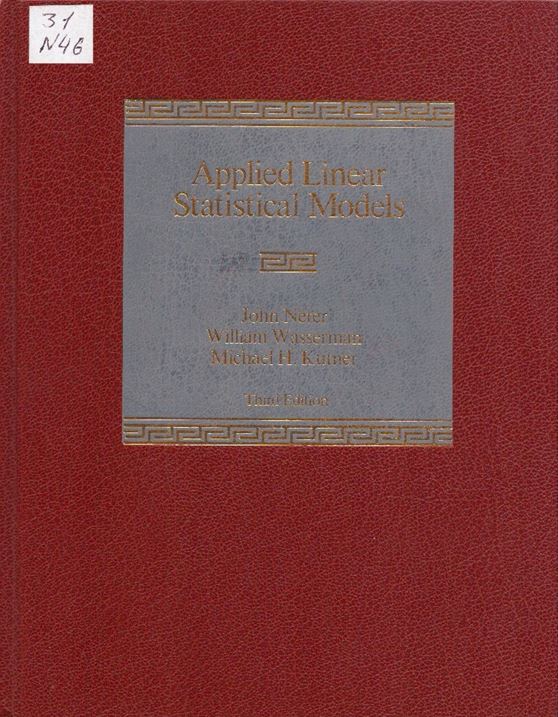 31
N46
Applied Linear
Statistical Models
John Neter
William Wasserman
Michael H. Kutner
Third Edition